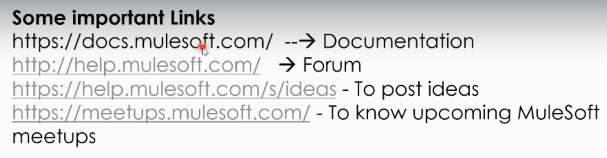 Some important Links
https://docs.mulesoft.com/ --→ Documentation
http://help.mulesoft.com/ → Forum
https://help.mulesoft.com/s/ideas - To post ideas
https://meetups.mulesoft.com/ - To know upcoming MuleSoft
meetups